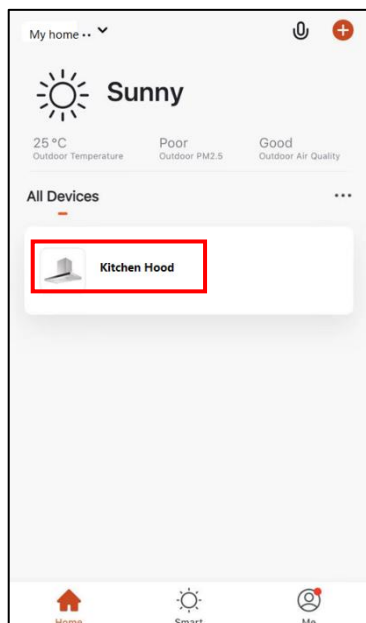 My home ..
Sunny
25 °C Poor Good
Outdoor Temperature Outdoor PM2.5 Outdoor Air Quality
All Devices
Kitchen Hood
Home Smart Me